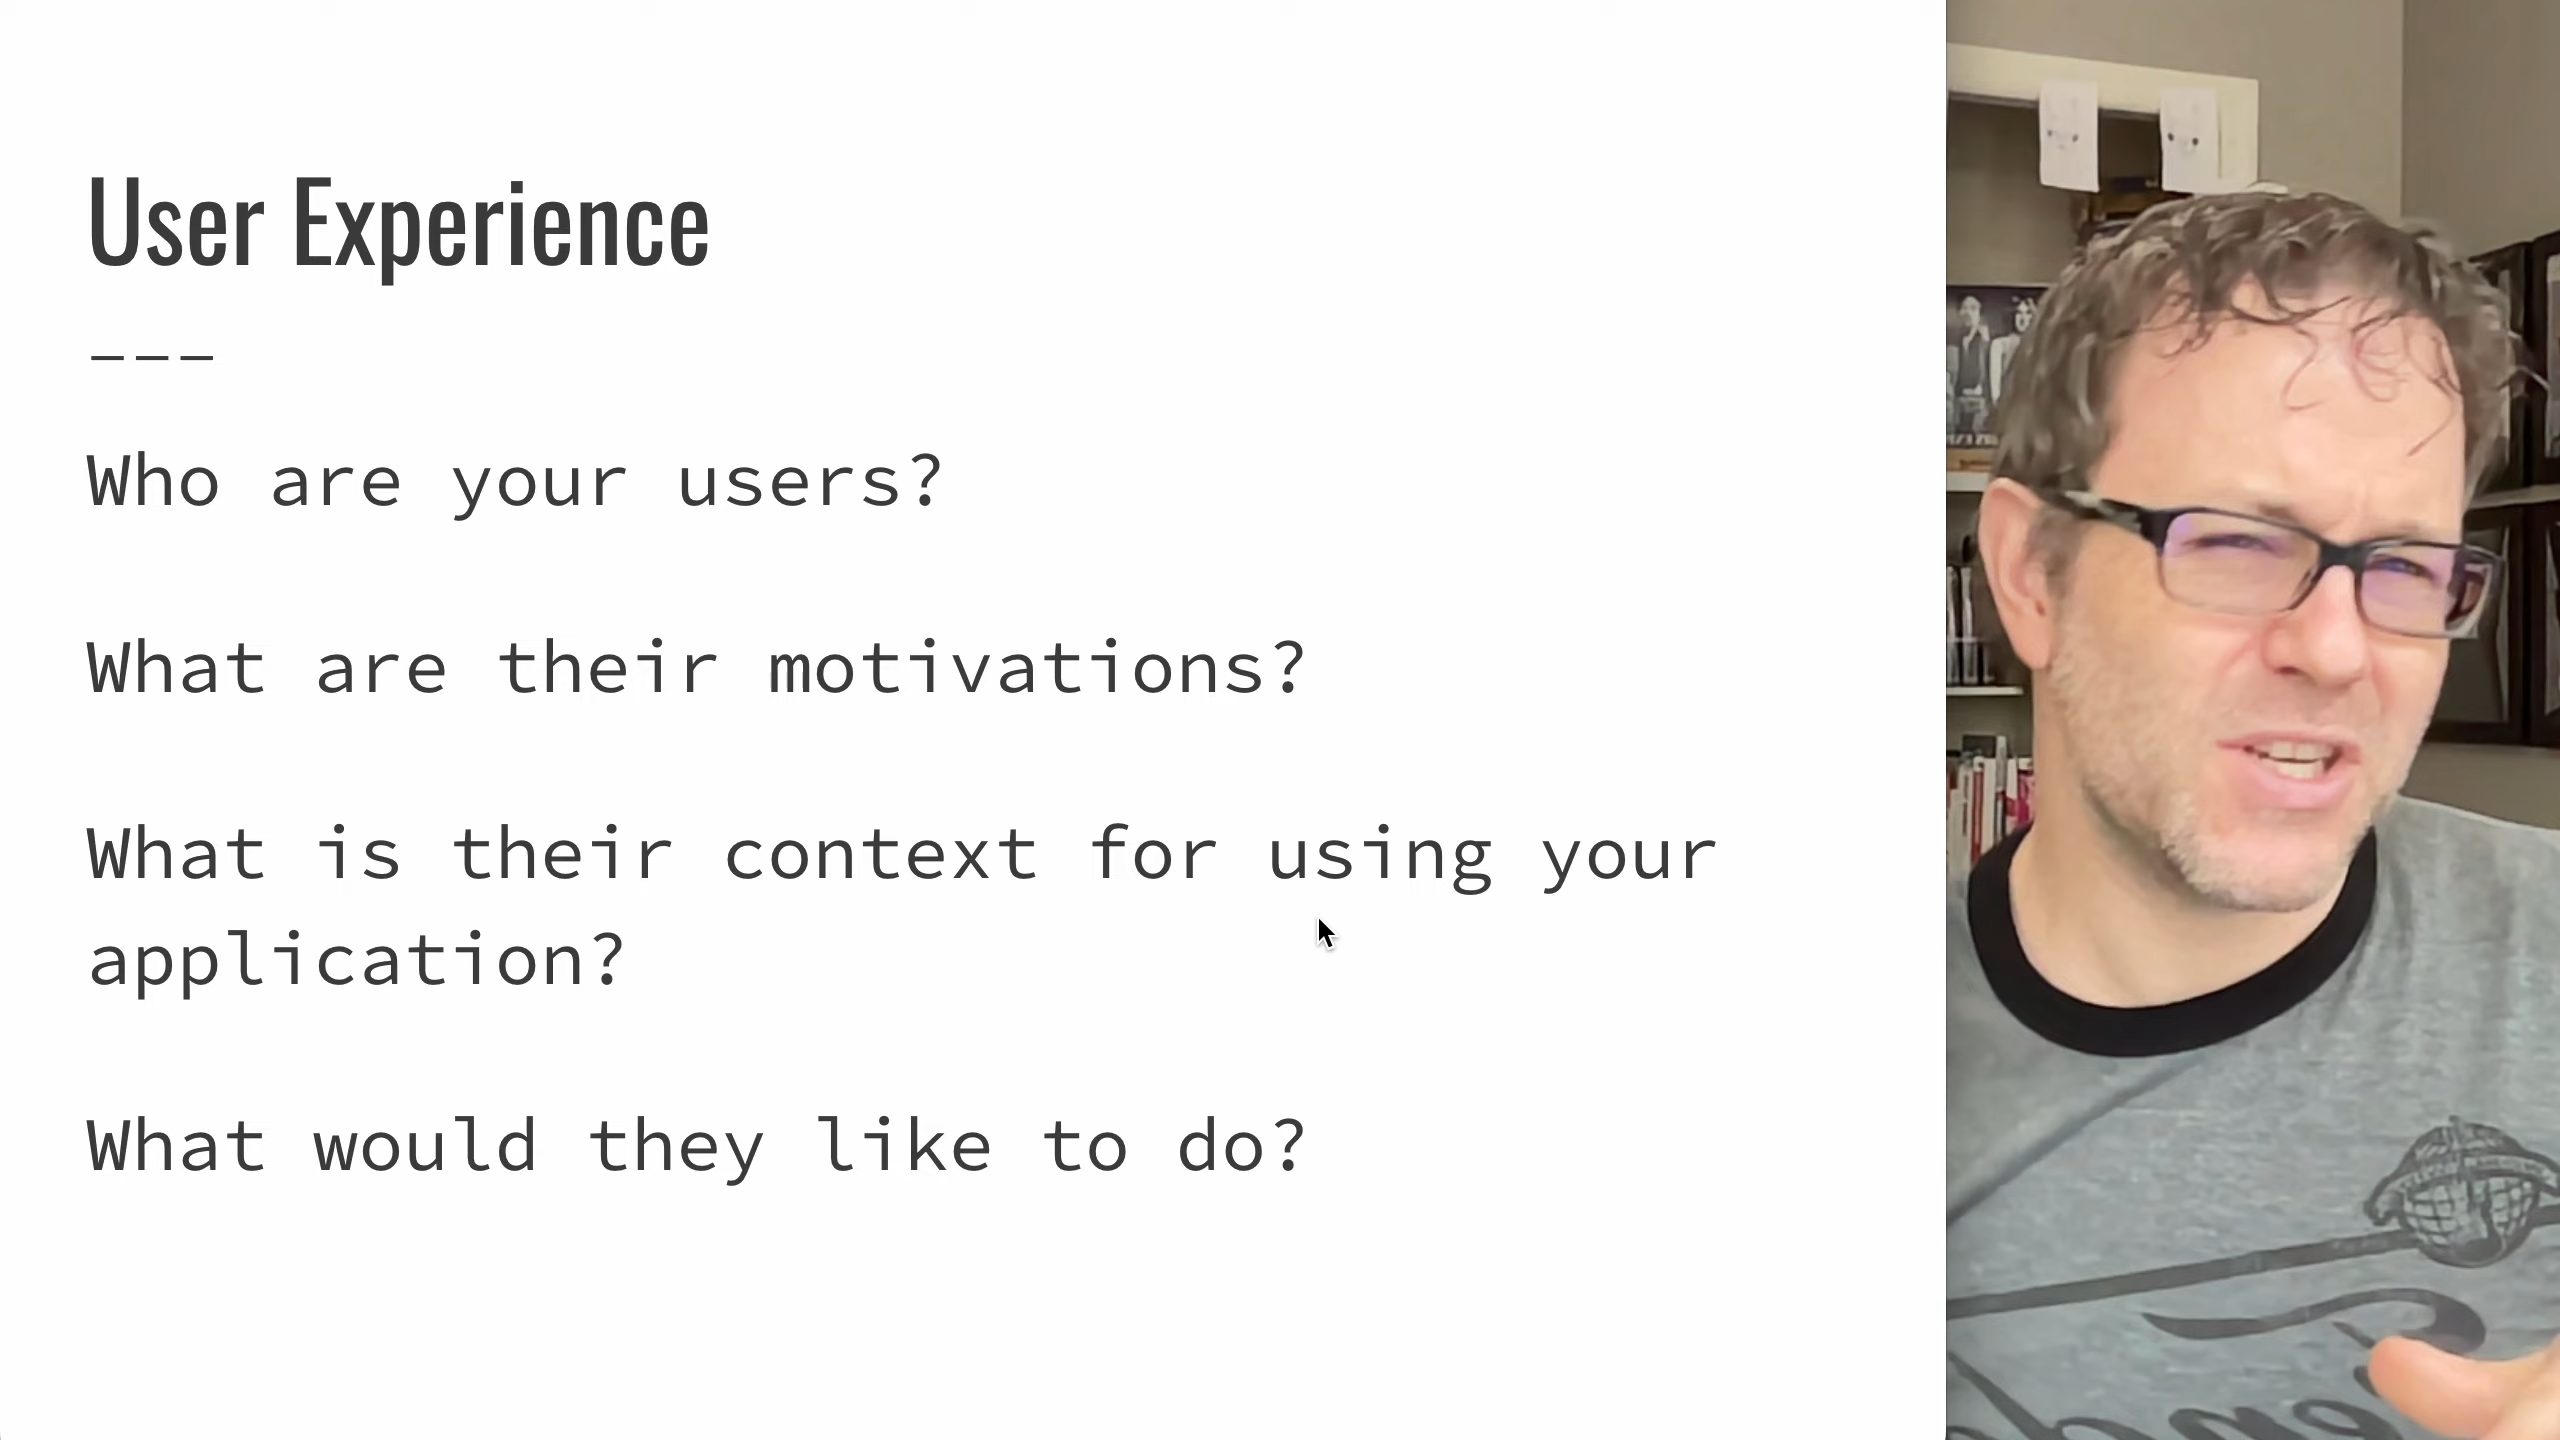 User Experience
---
Who are your users?
What are their motivations?
What is their context for using your
application?
What would they like to do?